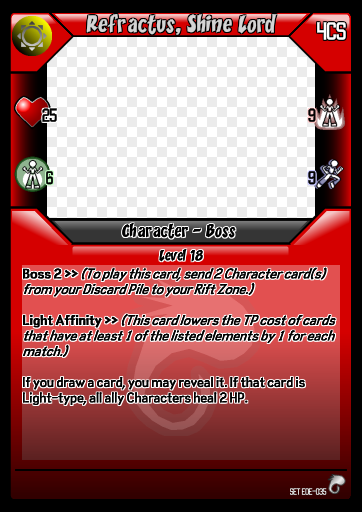 Refractus, Shine Lord
4CS
25
9
6
9
Character - Boss
Level 18
Boss 2 >> (To play this card, send 2 Character card(s)
from your Discard Pile to your Rift Zone.)
Light Affinity >> (This card lowers the TP cost of cards
that have at least 1 of the listed elements by 1 for each
match.)
If you draw a card, you may reveal it. If that card is
Light-type, all ally Characters heal 2 HP.
SET EOE-035